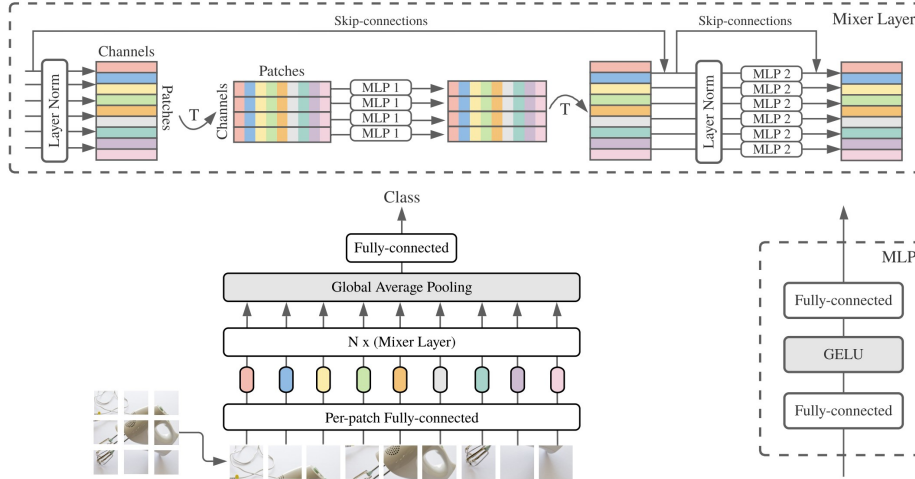 Skip-connections
Skip-connections
Mixer Layer
Channels
Layer Norm
Patches
T
Patches
Channels
MLP 1
MLP 1
MLP 1
MLP 1
T
Layer Norm
MLP 2
MLP 2
MLP 2
MLP 2
MLP 2
MLP 2
Class
Fully-connected
Global Average Pooling
N x (Mixer Layer)
Per-patch Fully-connected
MLP
Fully-connected
GELU
Fully-connected